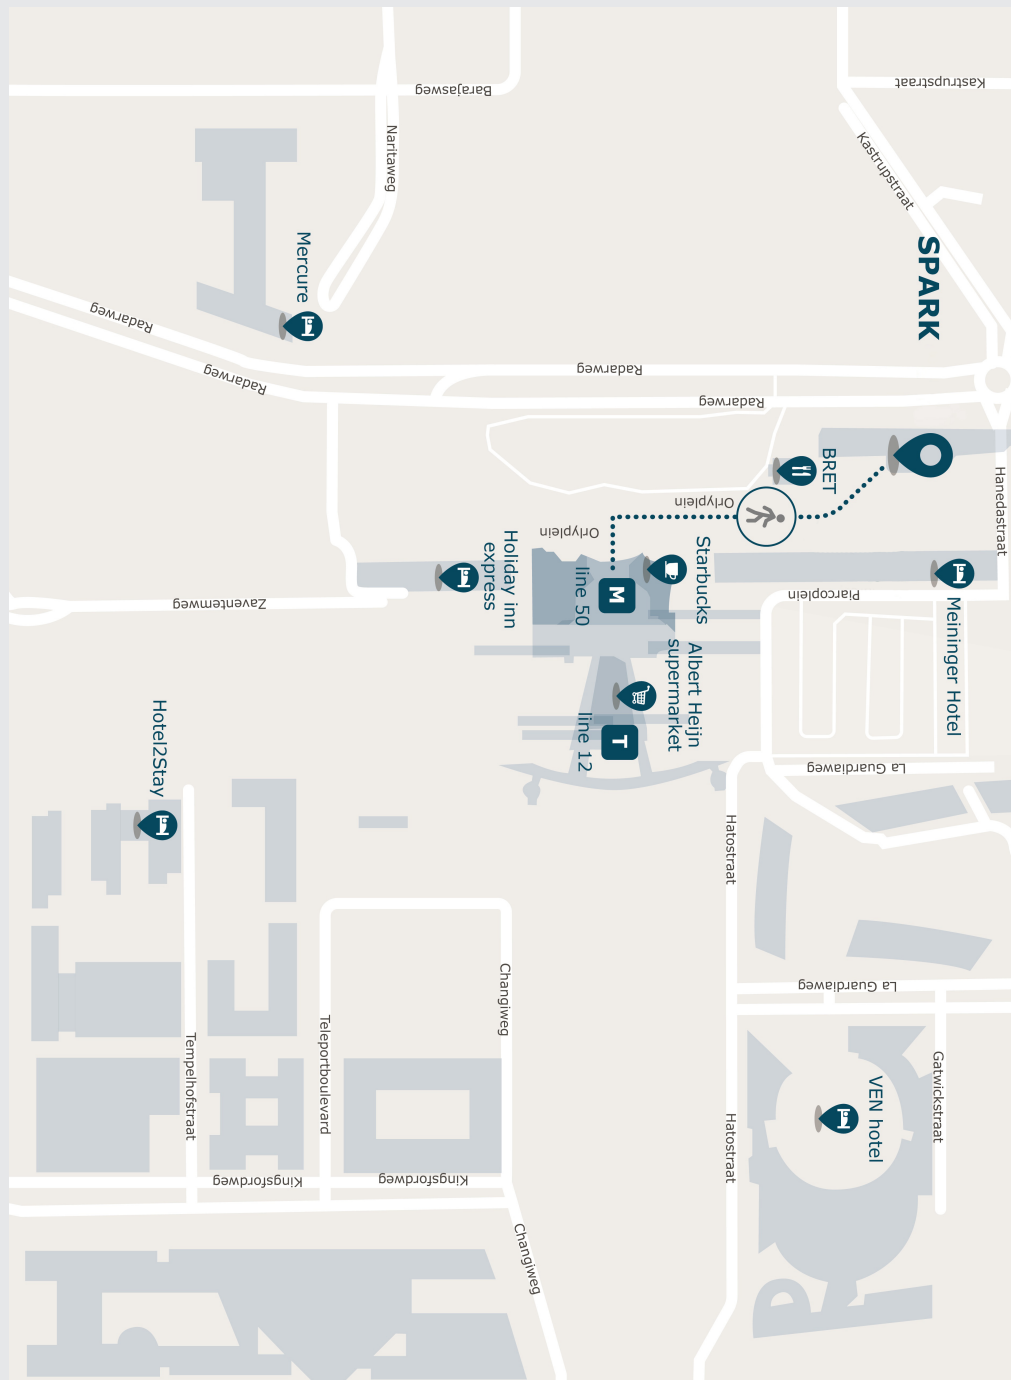 Barajasweg
Kastrupstraat
Naritaweg
Kastrupstraat
SPARK
Mercure
Radarweg
Radarweg
Radarweg
Radarweg
BRET
Hanedastraat
Orlyplein
Orlyplein
Holiday inn
express
Starbucks
line 50
M
Piarcoplein
Zaventemweg
Meininger Hotel
Albert Heijn
supermarket
line 12
T
Hotel2Stay
La Guardiaweg
Hatostraat
Changiweg
La Guardiaweg
Teleportboulevard
Tempelhofstraat
Gatwickstraat
VEN hotel
Hatostraat
Kingsfordweg
Kingsfordweg
Changiweg